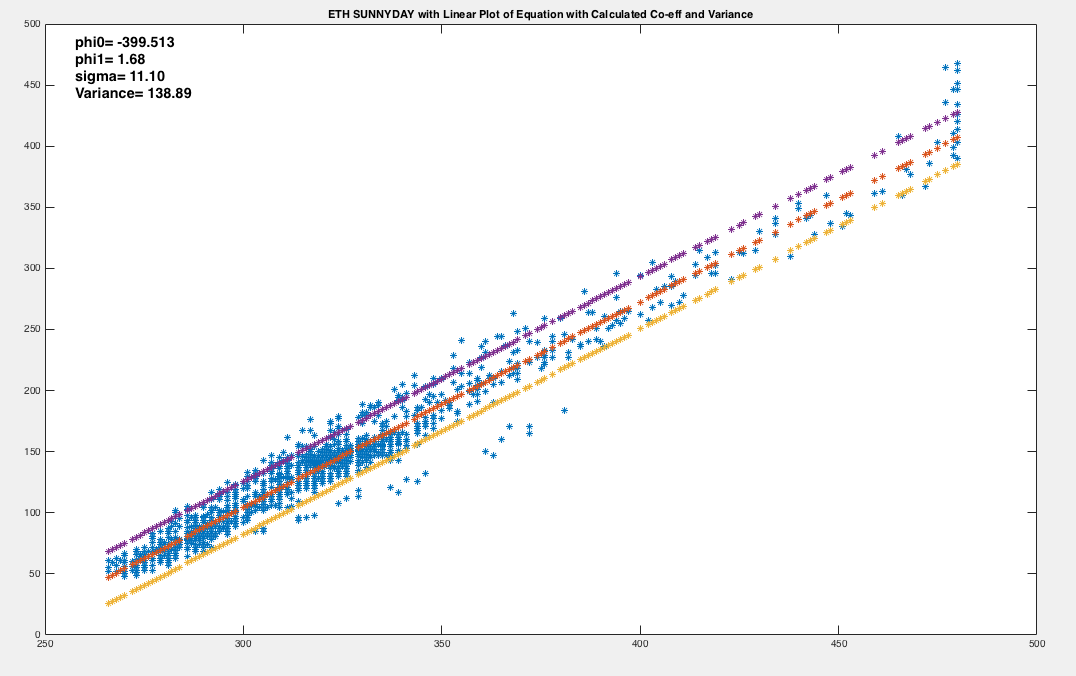 ETH SUNNYDAY with Linear Plot of Equation with Calculated Co-eff and Variance
phi0= -399.513
phi1= 1.68
sigma= 11.10
Variance= 138.89
500
450
400
350
300
250
200
150
100
50
0
250 300 350 400 450 500